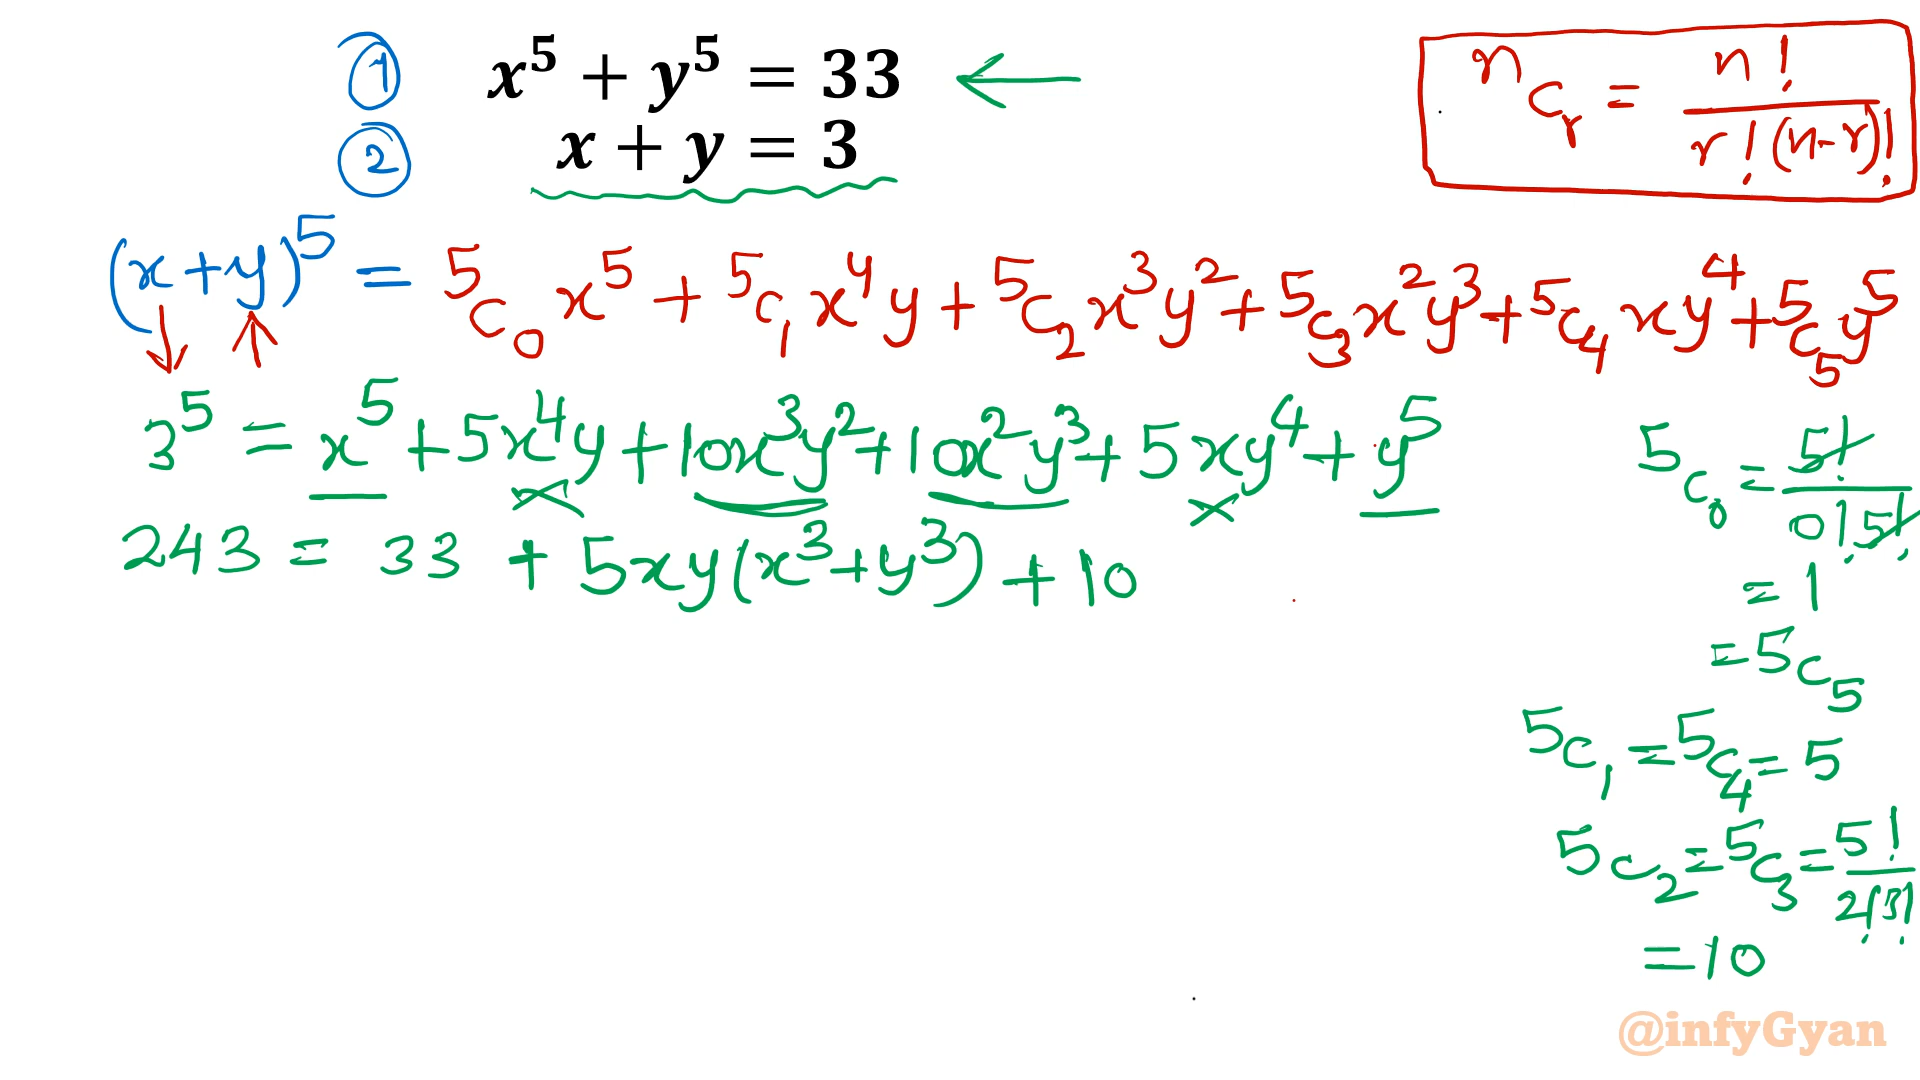 ① x⁵ + y⁵ = 33 ←
② x + y = 3
ⁿCᵣ = n! / r!(n-r)!
(x+y)⁵ = ⁵C₀x⁵ + ⁵C₁x⁴y + ⁵C₂x³y² + ⁵C₃x²y³ + ⁵C₄xy⁴ + ⁵C₅y⁵
3⁵ = x⁵ + 5x⁴y + 10x³y² + 10x²y³ + 5xy⁴ + y⁵
243 = 33 + 5xy(x³+y³) + 10
⁵C₀ = 5! / 0!5!
= 1
= ⁵C₅
⁵C₁ = ⁵C₄ = 5
⁵C₂ = ⁵C₃ = 5! / 2!3!
= 10
@infyGyan